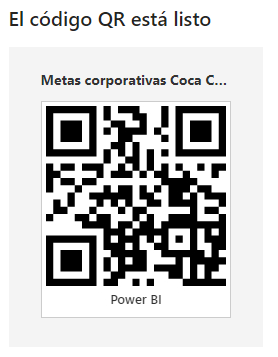 El código QR está listo
Metas corporativas Coca C...
Power BI